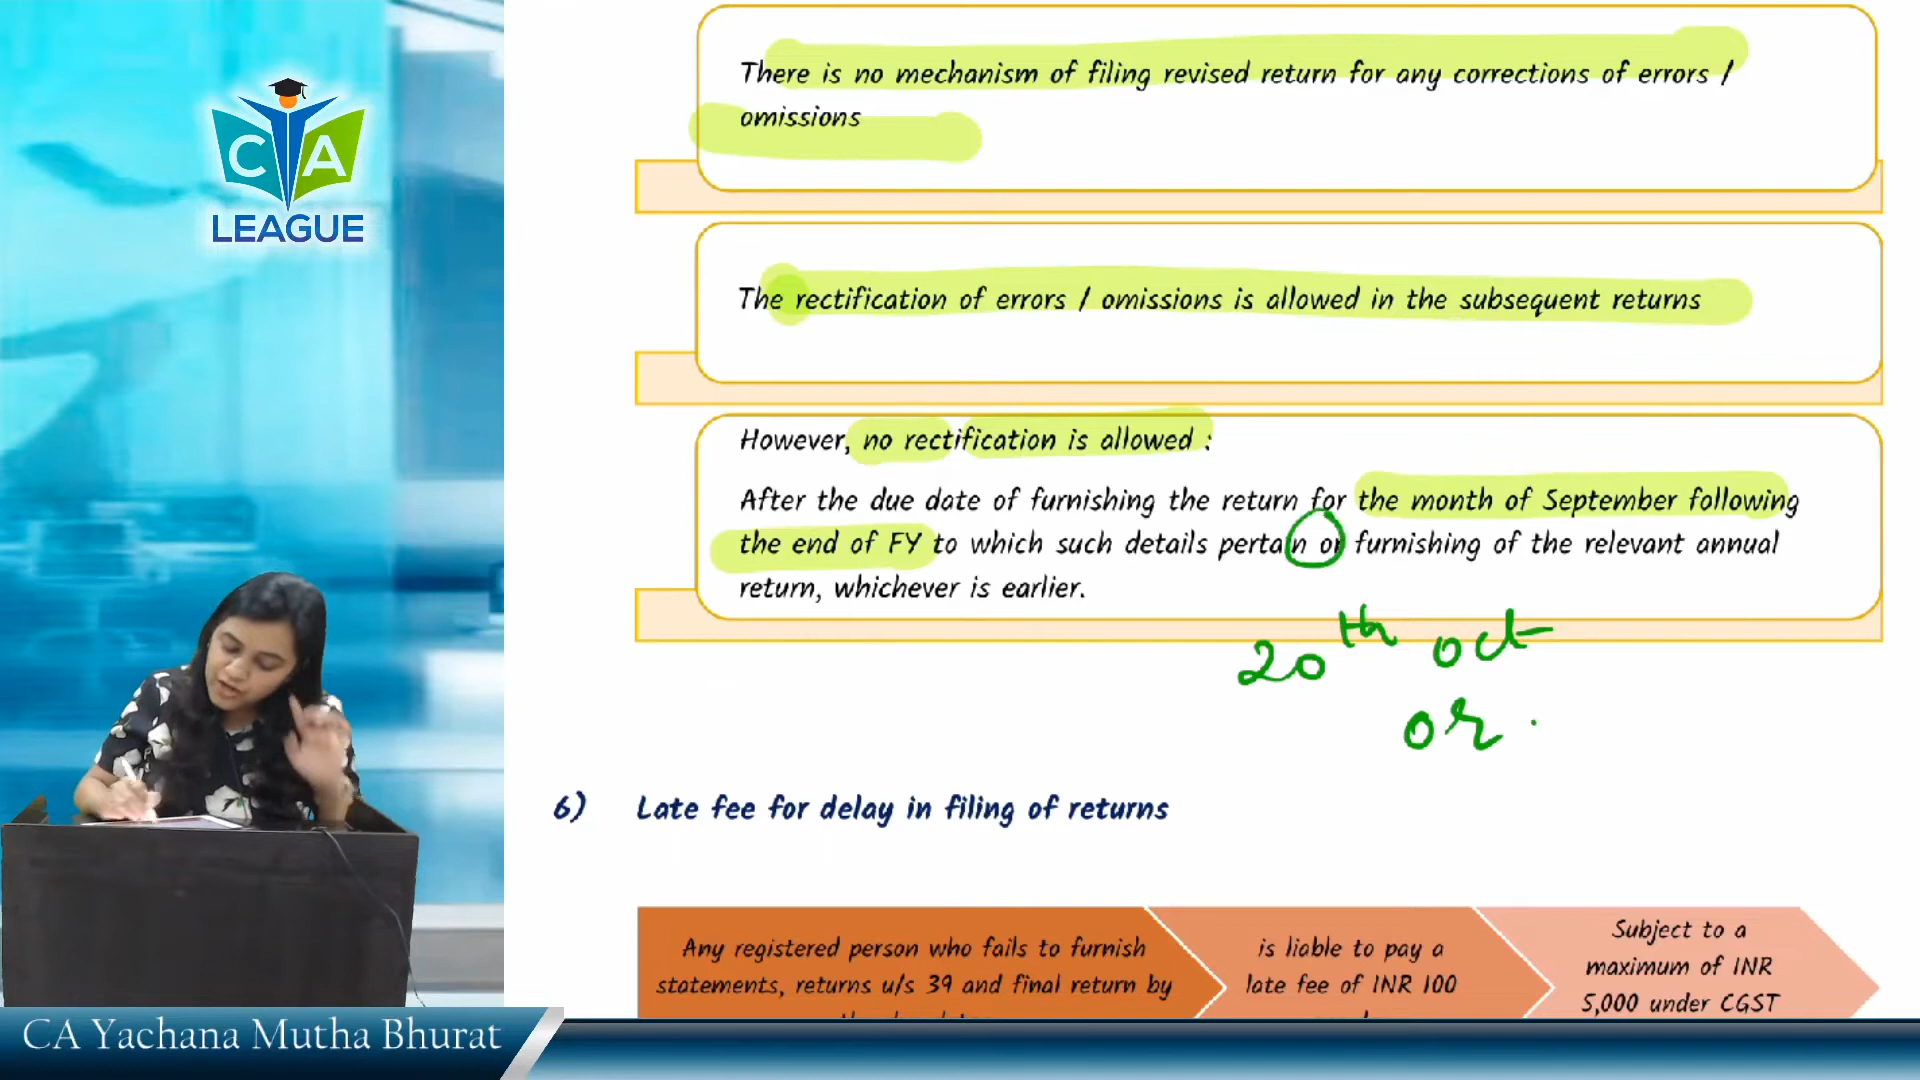 C A
LEAGUE
There is no mechanism of filing revised return for any corrections of errors /
omissions
The rectification of errors / omissions is allowed in the subsequent returns
However, no rectification is allowed :
After the due date of furnishing the return for the month of September following
the end of FY to which such details pertain or furnishing of the relevant annual
return, whichever is earlier.
20th oct
or
6) Late fee for delay in filing of returns
Any registered person who fails to furnish
statements, returns u/s 39 and final return by
is liable to pay a
late fee of INR 100
Subject to a
maximum of INR
5,000 under CGST
CA Yachana Mutha Bhurat